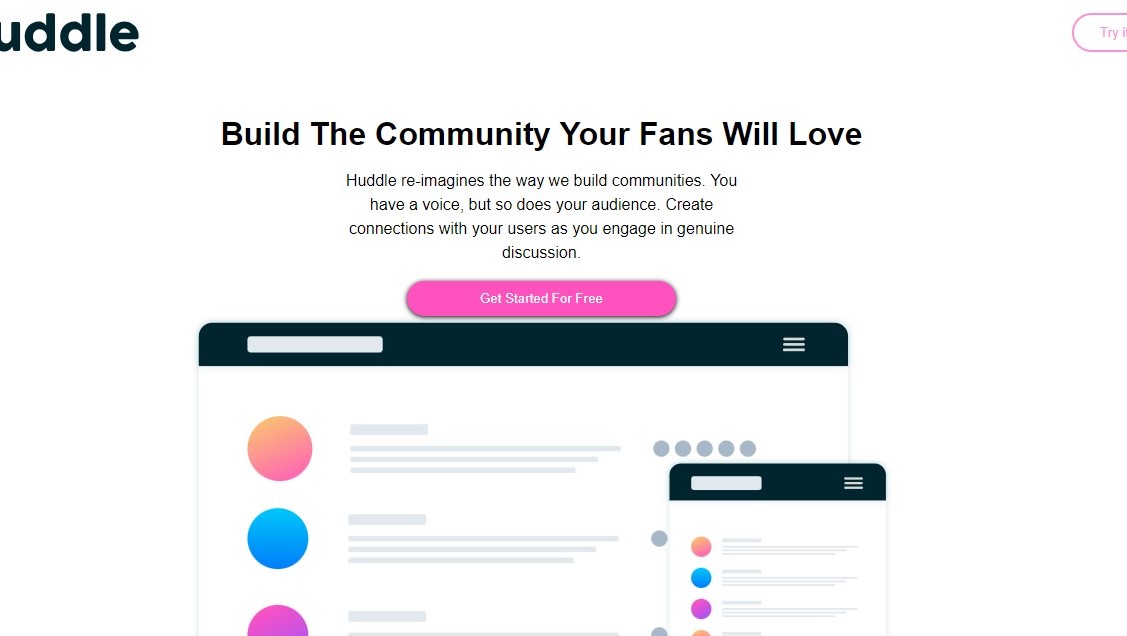 uddle
Try i
Build The Community Your Fans Will Love
Huddle re-imagines the way we build communities. You
have a voice, but so does your audience. Create
connections with your users as you engage in genuine
discussion.
Get Started For Free